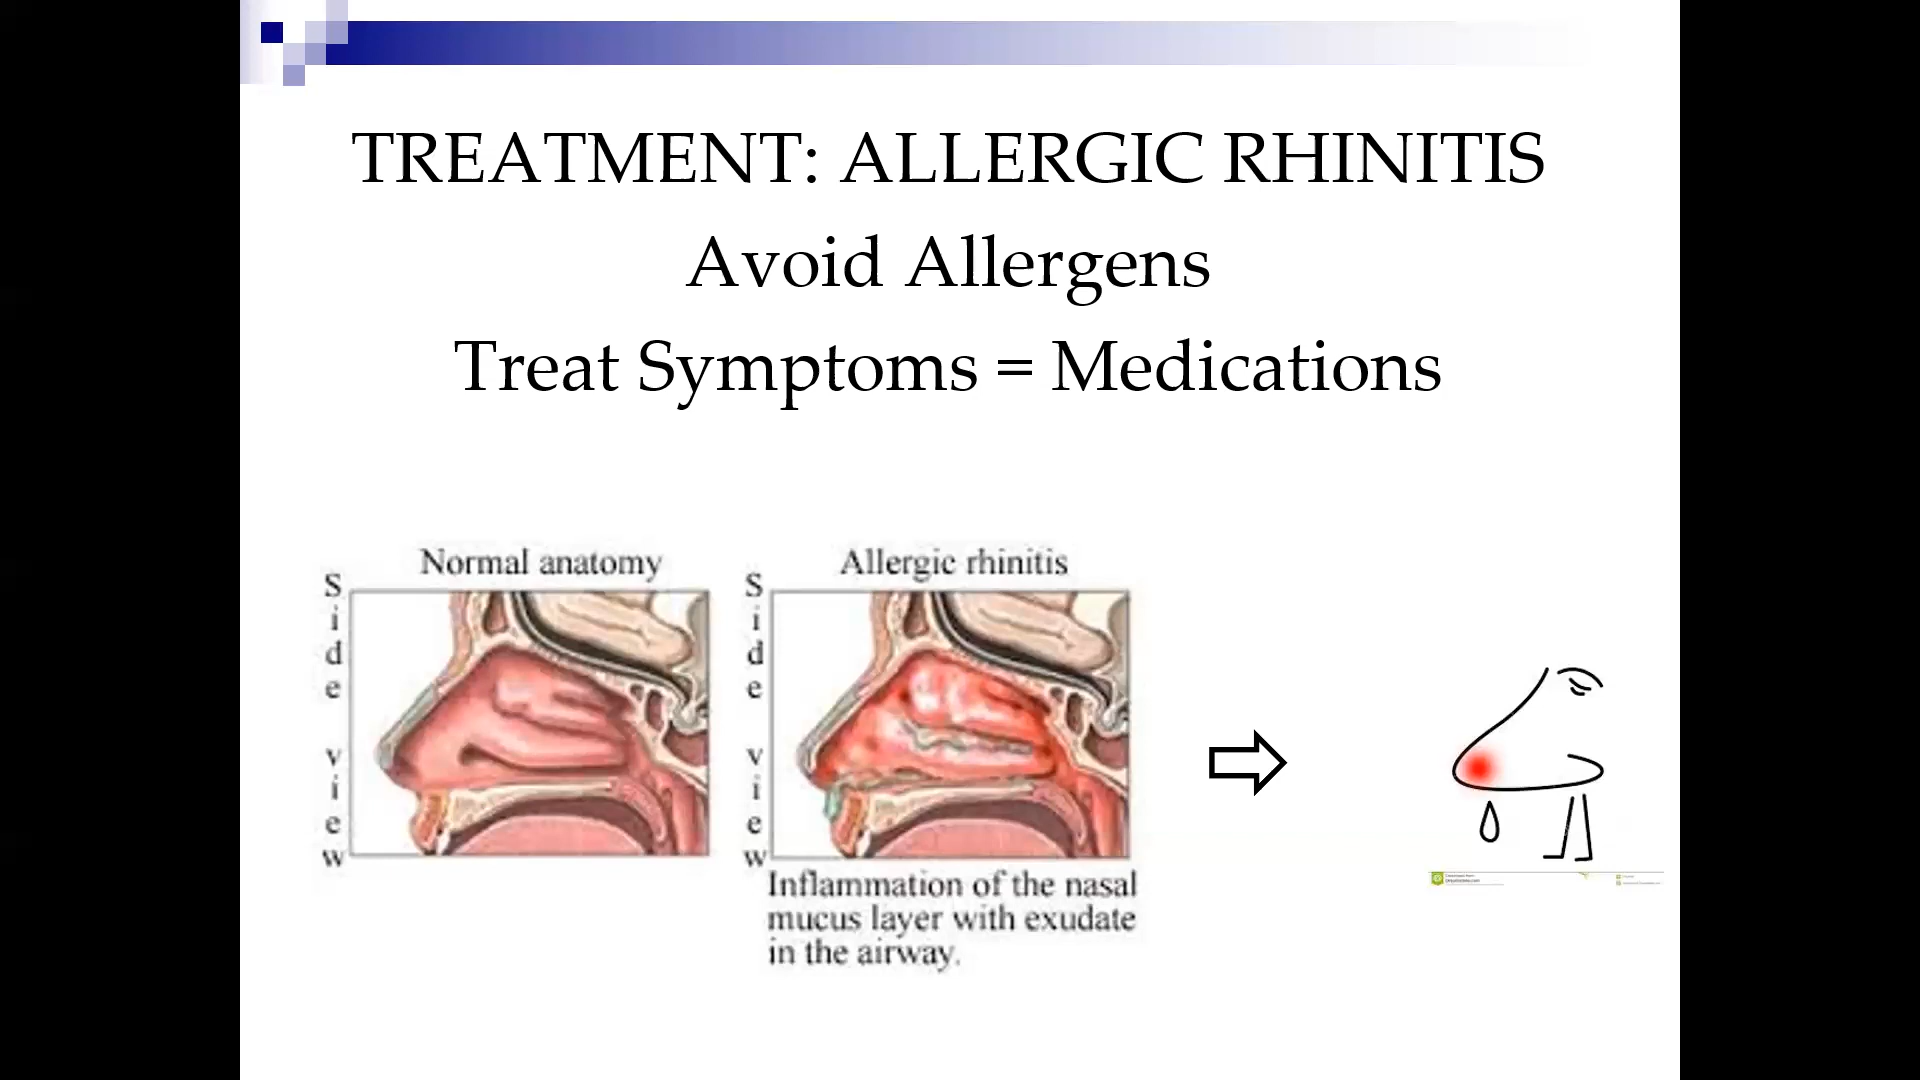 TREATMENT: ALLERGIC RHINITIS
Avoid Allergens
Treat Symptoms = Medications
Normal anatomy
Side view
Allergic rhinitis
Side view
Inflammation of the nasal
mucus layer with exudate
in the airway.